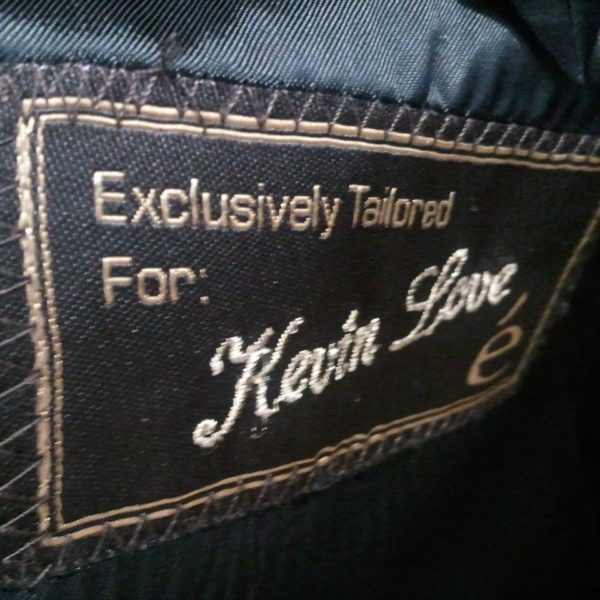 Exclusively Tailored
For:
Kevin Love
é